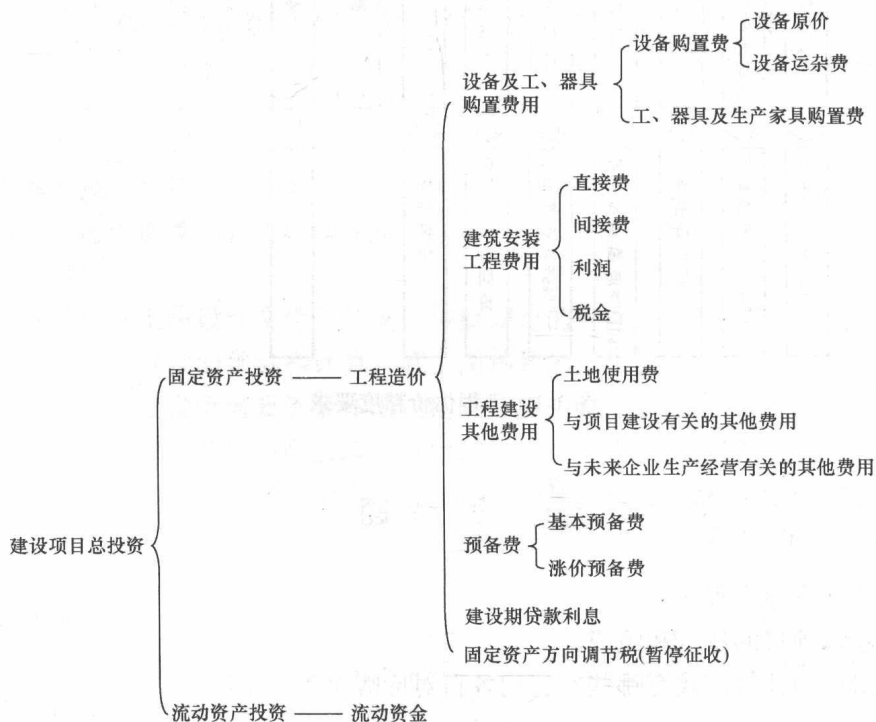 设备原价
设备购置费
设备运杂费
设备及工、器具
购置费用
工、器具及生产家具购置费
直接费
间接费
建筑安装
工程费用
利润
税金
固定资产投资 —— 工程造价
土地使用费
工程建设
其他费用
与项目建设有关的其他费用
与未来企业生产经营有关的其他费用
基本预备费
预备费
涨价预备费
建设项目总投资
建设期贷款利息
固定资产方向调节税(暂停征收)
流动资产投资 —— 流动资金